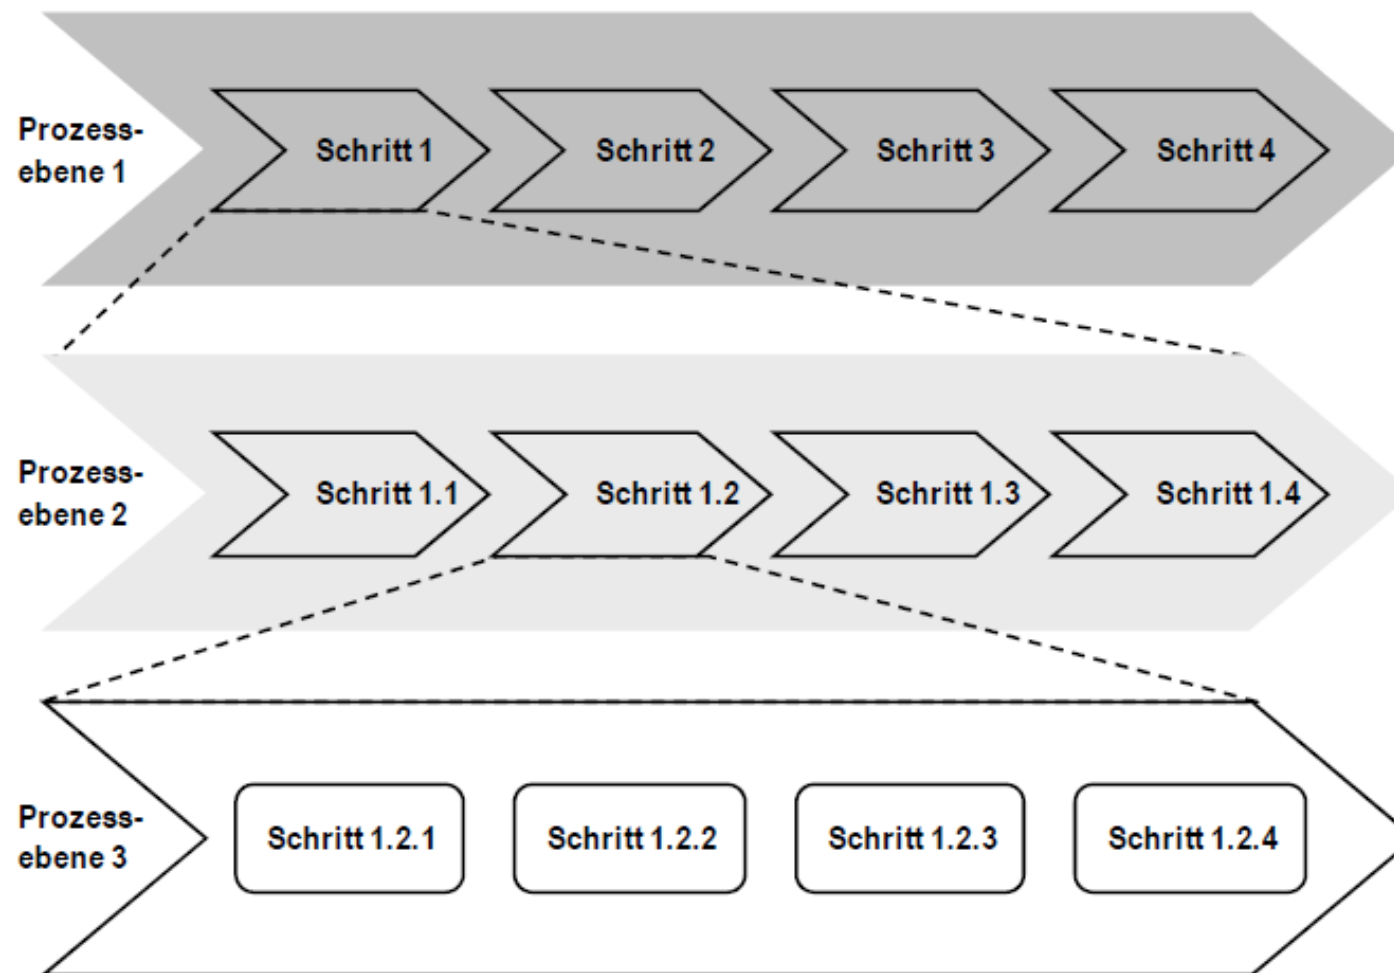 Prozess-
ebene 1
Schritt 1
Schritt 2
Schritt 3
Schritt 4
Prozess-
ebene 2
Schritt 1.1
Schritt 1.2
Schritt 1.3
Schritt 1.4
Prozess-
ebene 3
Schritt 1.2.1
Schritt 1.2.2
Schritt 1.2.3
Schritt 1.2.4